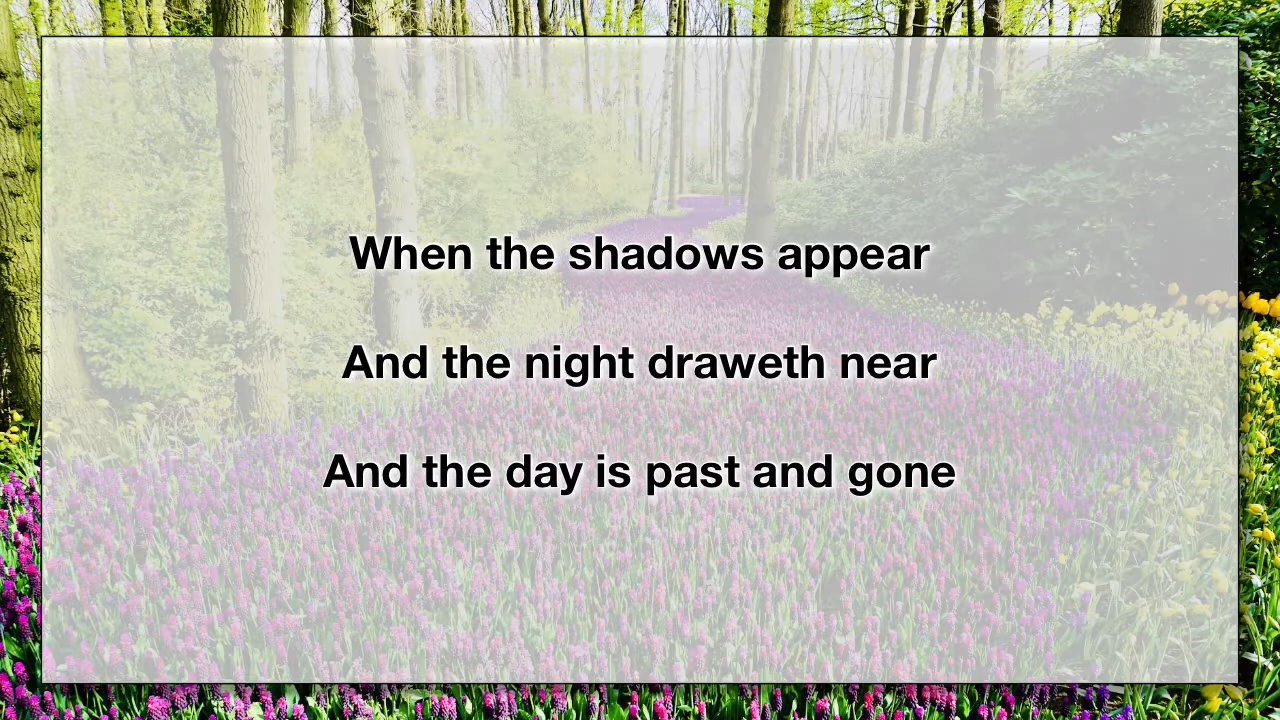 When the shadows appear
And the night draweth near
And the day is past and gone